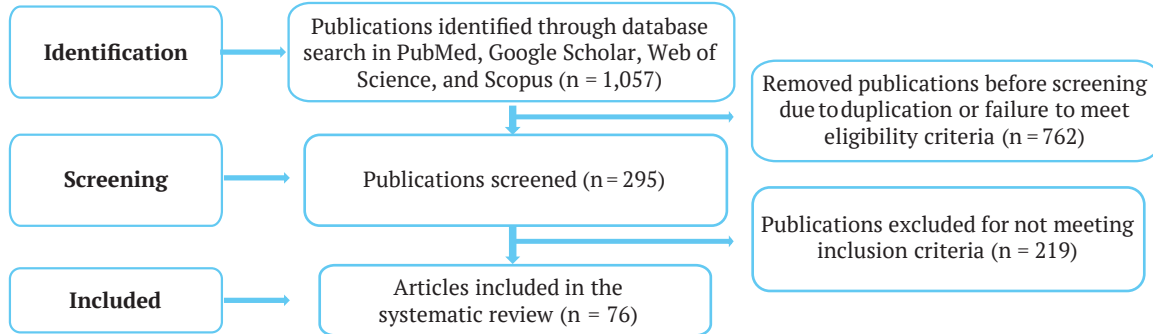 Identification
Publications identified through database
search in PubMed, Google Scholar, Web of
Science, and Scopus (n = 1,057)
Removed publications before screening
due to duplication or failure to meet
eligibility criteria (n = 762)
Screening
Publications screened (n = 295)
Publications excluded for not meeting
inclusion criteria (n = 219)
Included
Articles included in the
systematic review (n = 76)